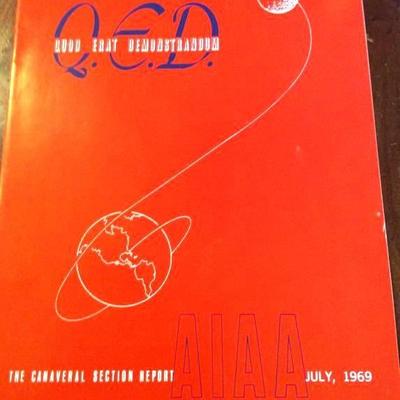 Q.E.D.
QUOD ERAT DEMONSTRANDUM
AIAA
THE CANAVERAL SECTION REPORT
JULY, 1969